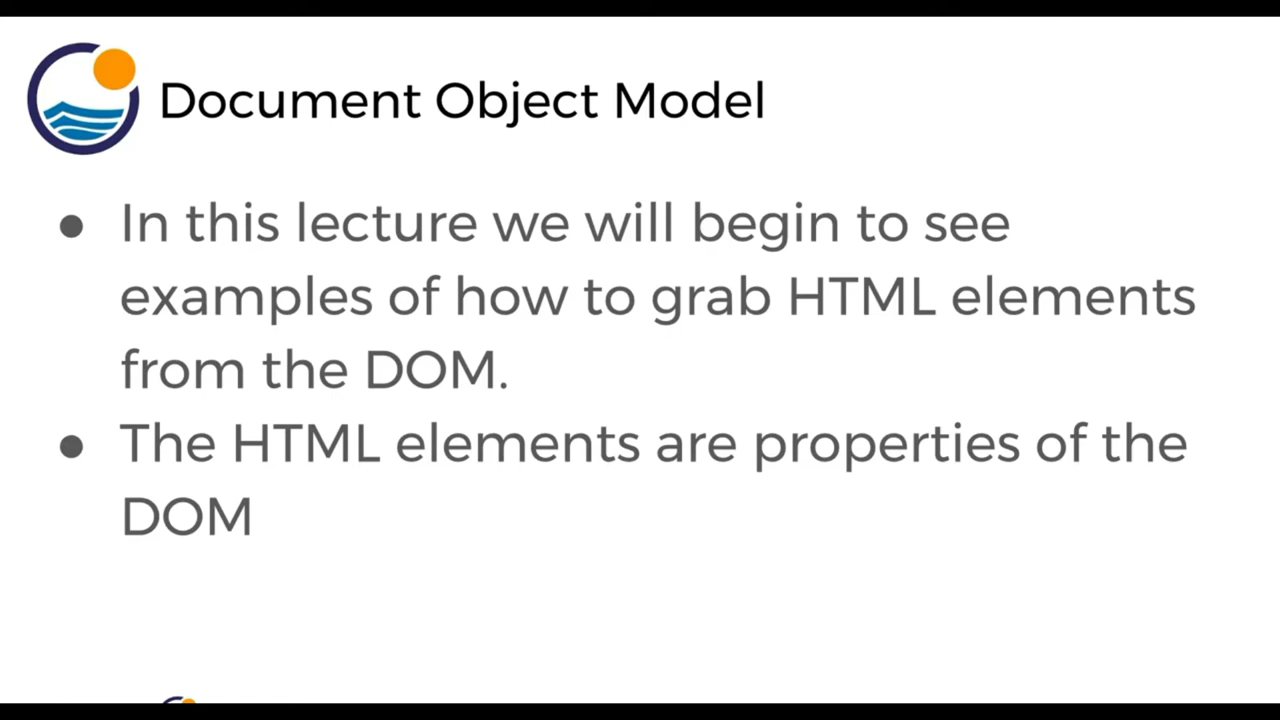 Document Object Model
● In this lecture we will begin to see
examples of how to grab HTML elements
from the DOM.
● The HTML elements are properties of the
DOM